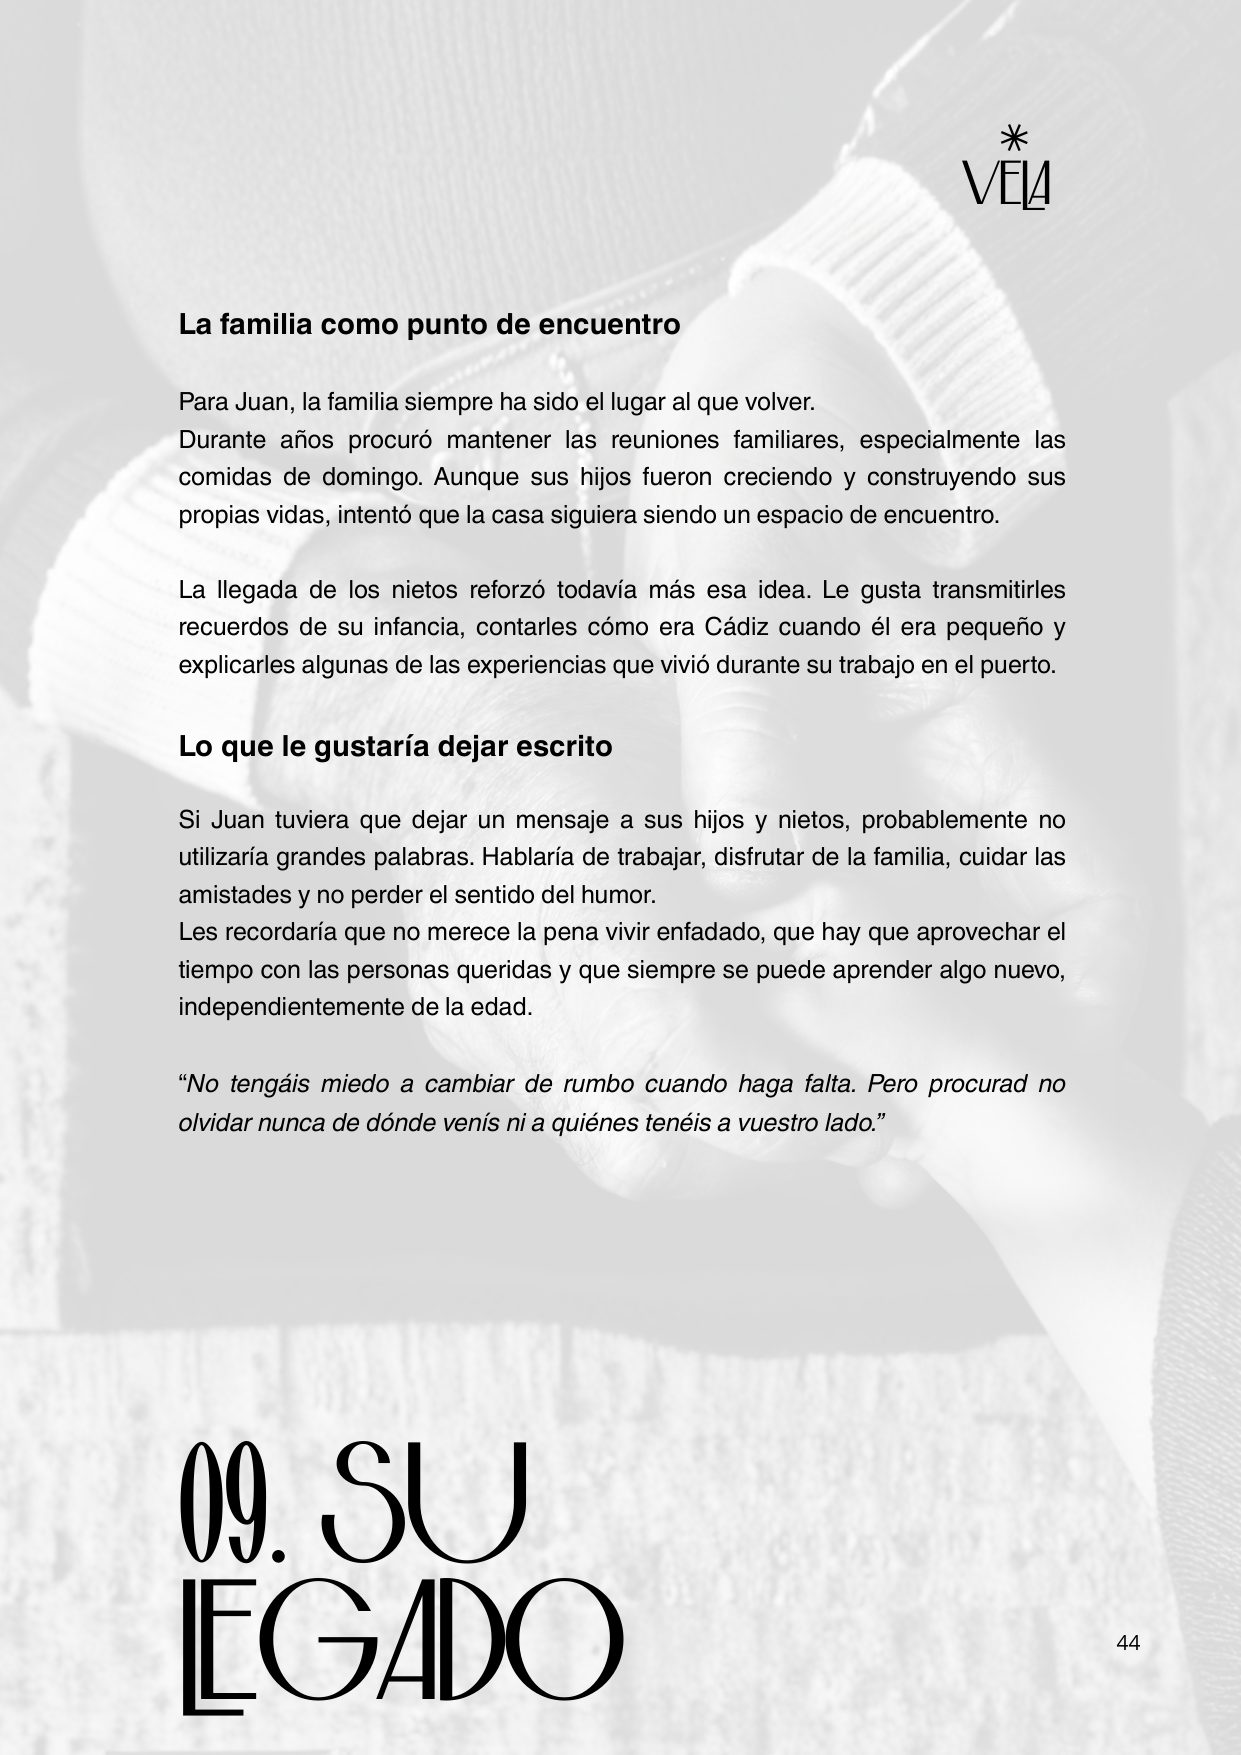 VELA
La familia como punto de encuentro
Para Juan, la familia siempre ha sido el lugar al que volver.
Durante años procuró mantener las reuniones familiares, especialmente las
comidas de domingo. Aunque sus hijos fueron creciendo y construyendo sus
propias vidas, intentó que la casa siguiera siendo un espacio de encuentro.
La llegada de los nietos reforzó todavía más esa idea. Le gusta transmitirles
recuerdos de su infancia, contarles cómo era Cádiz cuando él era pequeño y
explicarles algunas de las experiencias que vivió durante su trabajo en el puerto.
Lo que le gustaría dejar escrito
Si Juan tuviera que dejar un mensaje a sus hijos y nietos, probablemente no
utilizaría grandes palabras. Hablaría de trabajar, disfrutar de la familia, cuidar las
amistades y no perder el sentido del humor.
Les recordaría que no merece la pena vivir enfadado, que hay que aprovechar el
tiempo con las personas queridas y que siempre se puede aprender algo nuevo,
independientemente de la edad.
“No tengáis miedo a cambiar de rumbo cuando haga falta. Pero procurad no
olvidar nunca de dónde venís ni a quiénes tenéis a vuestro lado.”
09. SU
LEGADO
44